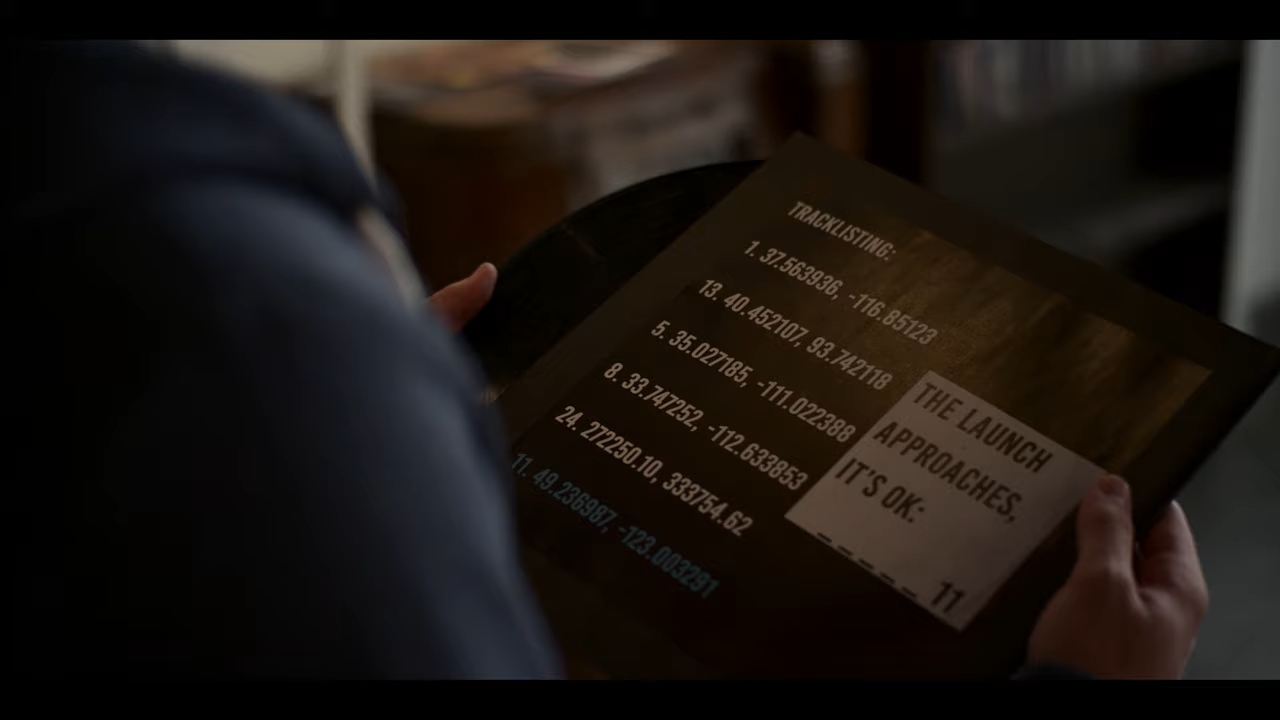 TRACKLISTING:
1. 37.563936, -116.85123
13. 40.452107, 93.742118
5. 35.027185, -111.022388
8. 33.747252, -112.633853
24. 272250.10, 333754.62
11. 49.236987, -123.003291
THE LAUNCH
APPROACHES,
IT'S OK:
_ _ _ _ _ 11